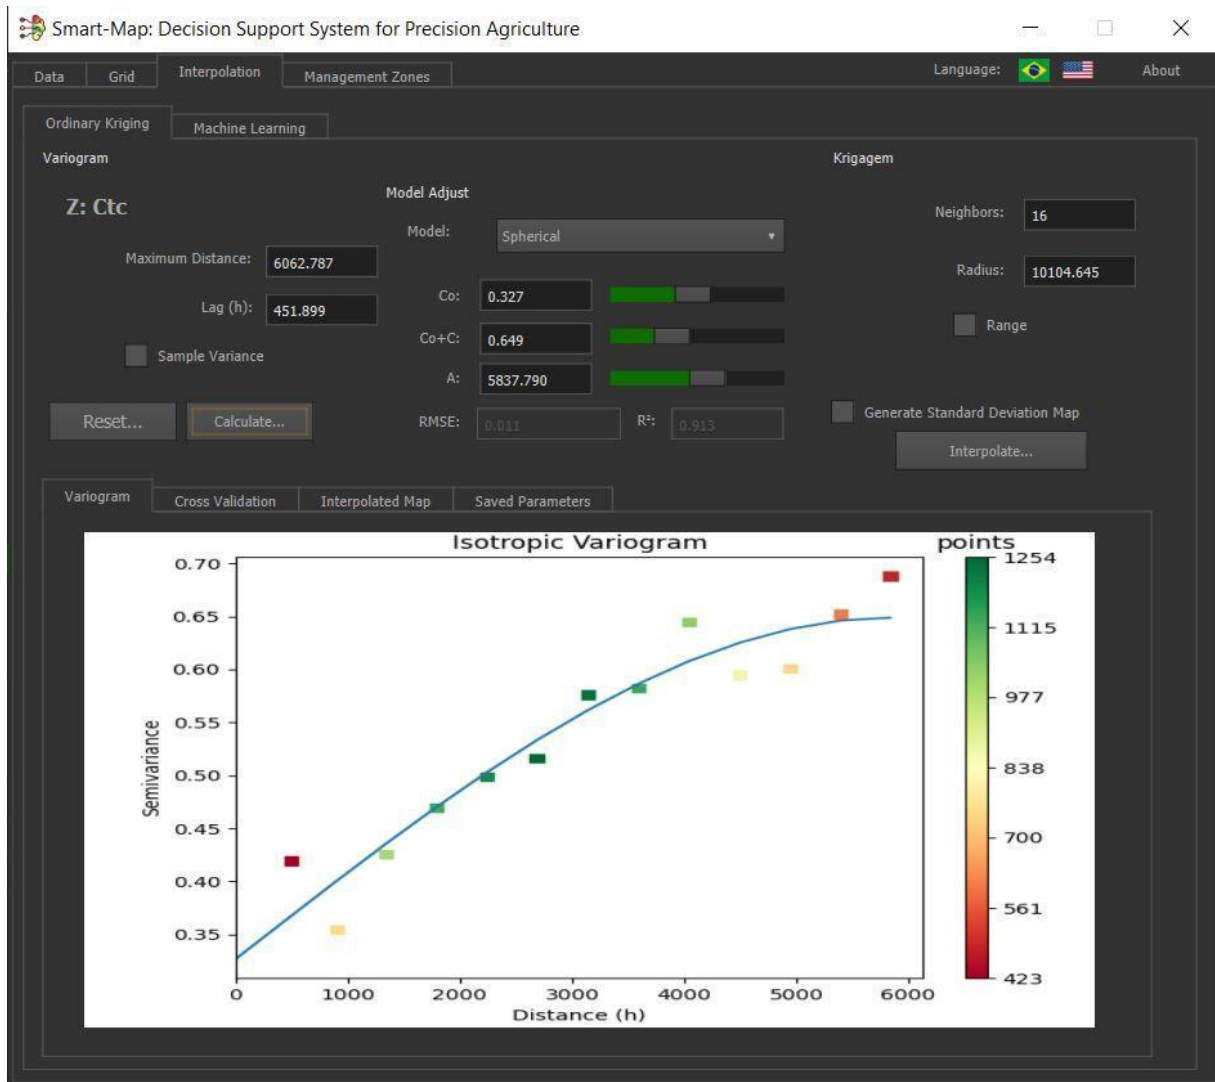 Smart-Map: Decision Support System for Precision Agriculture
Data Grid Interpolation Management Zones Language: About
Ordinary Kriging Machine Learning
Variogram Krigagem
Z: Ctc
Maximum Distance: 6062.787
Lag (h): 451.899
Sample Variance
Reset... Calculate...
Model Adjust
Model: Spherical
Co: 0.327
Co+C: 0.649
A: 5837.790
RMSE: 0.011 R²: 0.913
Neighbors: 16
Radius: 10104.645
Range
Generate Standard Deviation Map
Interpolate...
Variogram Cross Validation Interpolated Map Saved Parameters
Isotropic Variogram
points
0.70
0.65
0.60
0.55
0.50
0.45
0.40
0.35
Semivariance
0 1000 2000 3000 4000 5000 6000
Distance (h)
1254
1115
977
838
700
561
423